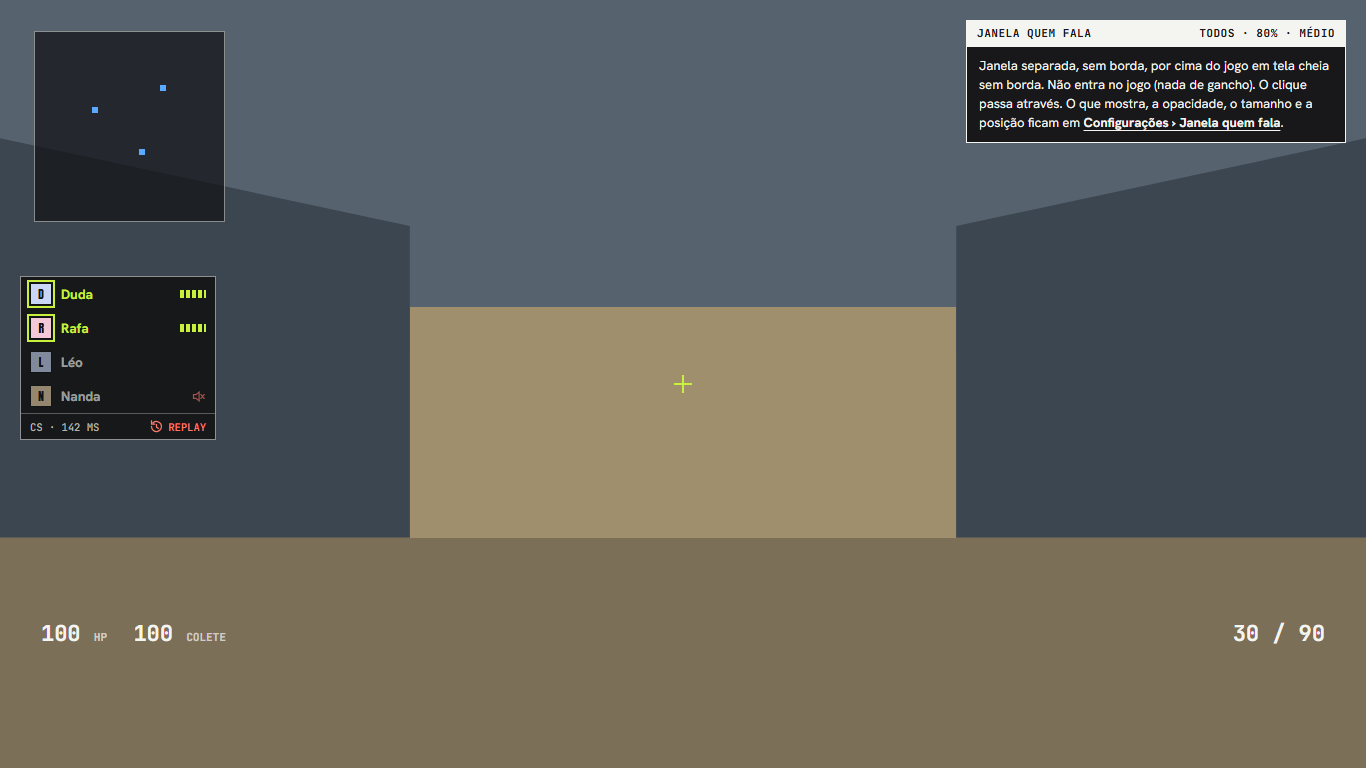 JANELA QUEM FALA TODOS · 80% · MÉDIO
Janela separada, sem borda, por cima do jogo em tela cheia
sem borda. Não entra no jogo (nada de gancho). O clique
passa através. O que mostra, a opacidade, o tamanho e a
posição ficam em Configurações › Janela quem fala.
D Duda
R Rafa
L Léo
N Nanda
CS · 142 MS REPLAY
100 HP 100 COLETE
30 / 90